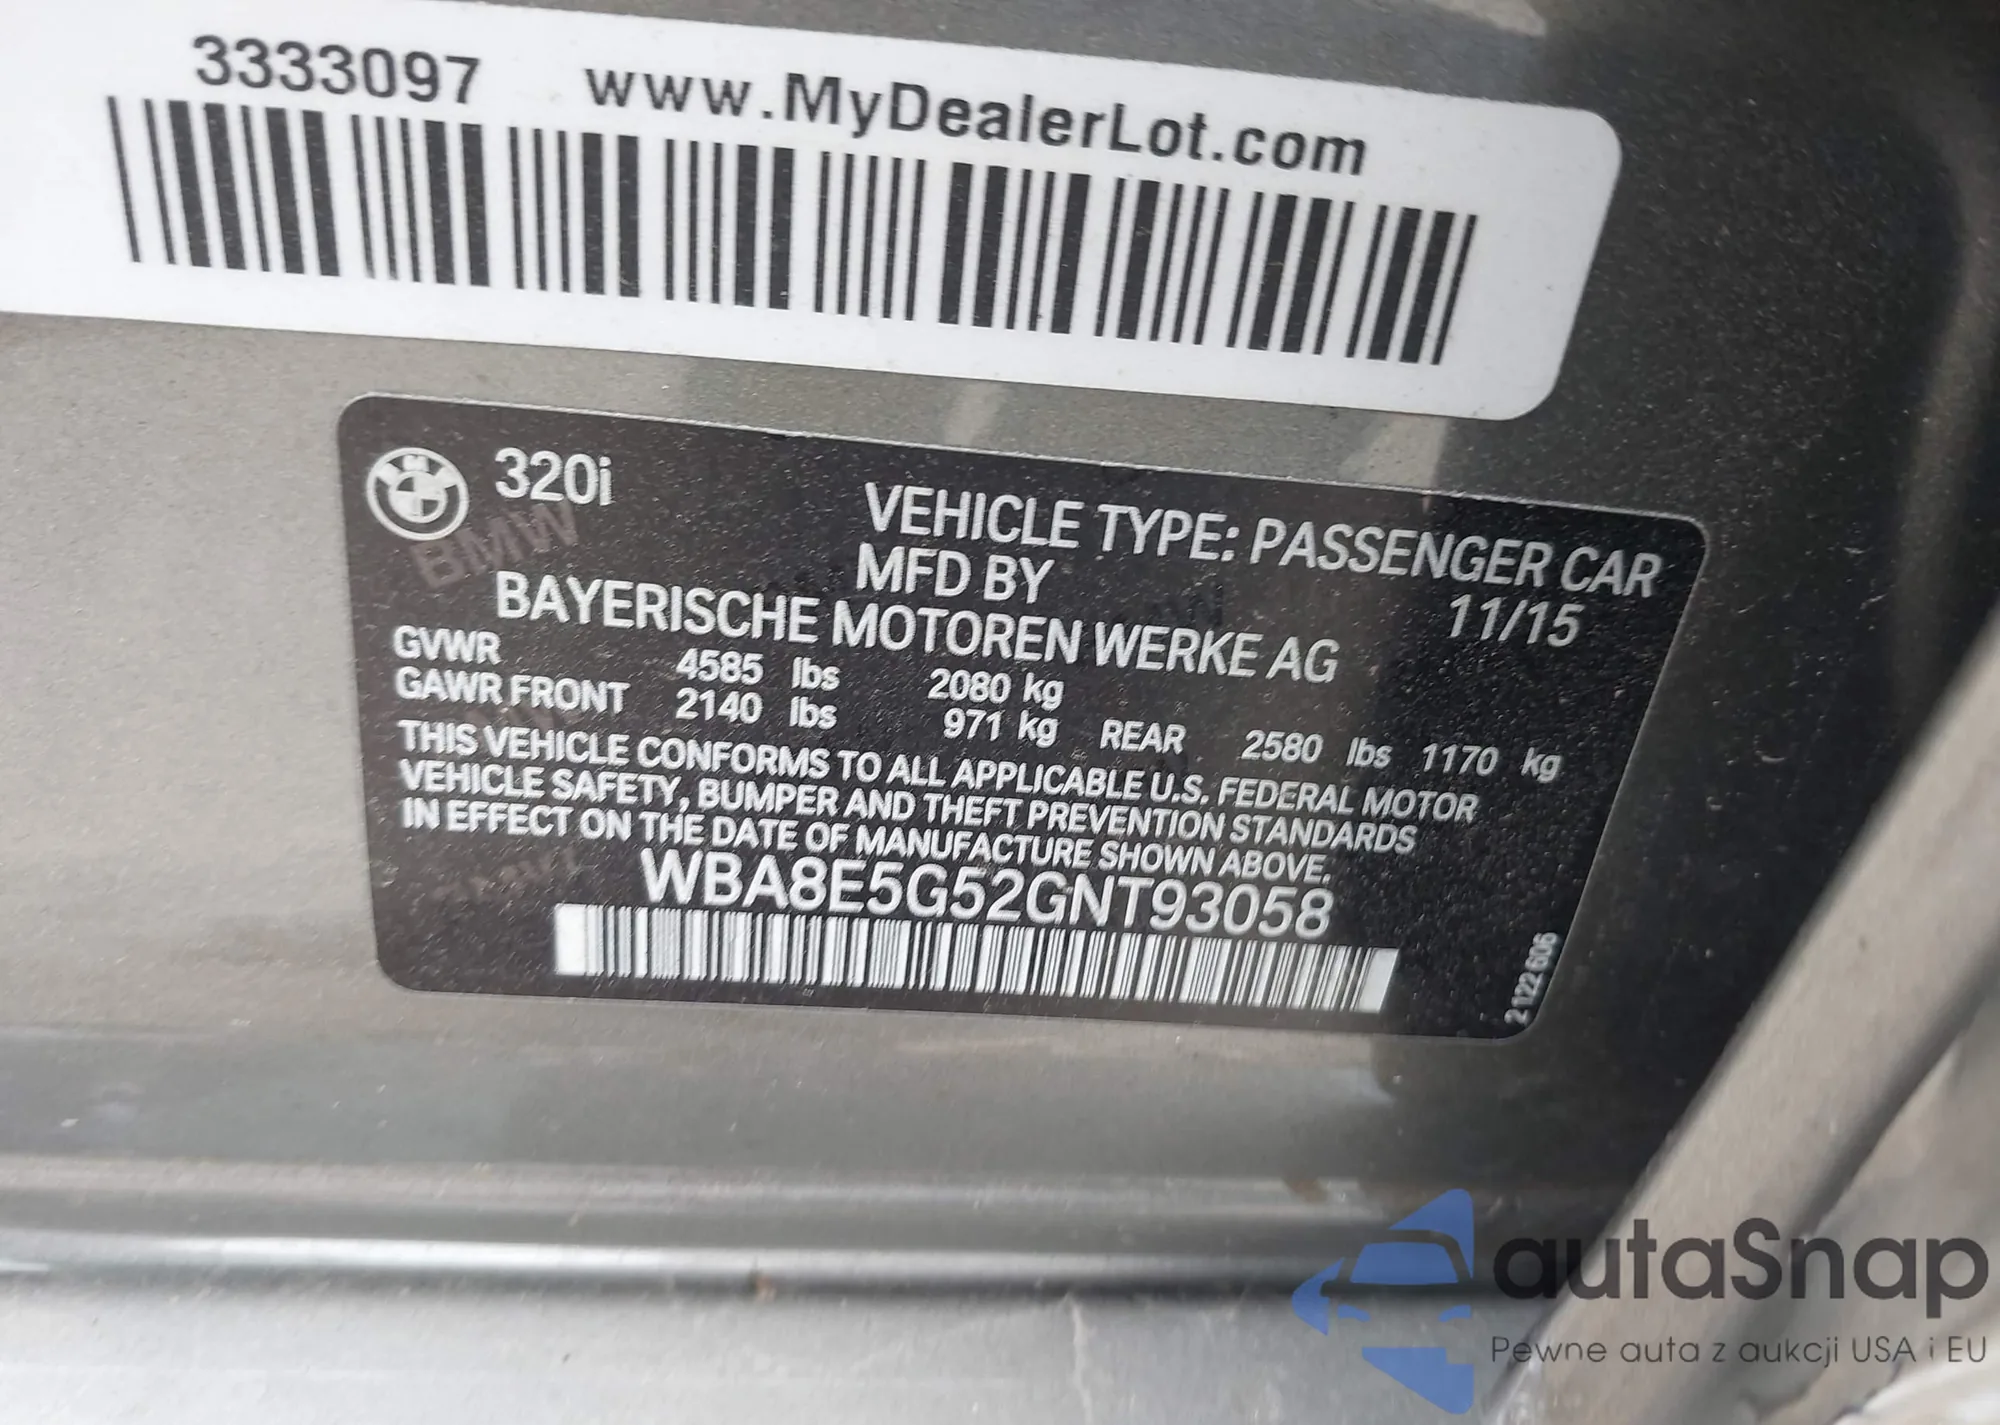 3333097 www.MyDealerLot.com
320i
BMW
VEHICLE TYPE: PASSENGER CAR
MFD BY 11/15
BAYERISCHE MOTOREN WERKE AG
GVWR 4585 lbs 2080 kg
GAWR FRONT 2140 lbs 971 kg REAR 2580 lbs 1170 kg
THIS VEHICLE CONFORMS TO ALL APPLICABLE U.S. FEDERAL MOTOR
VEHICLE SAFETY, BUMPER AND THEFT PREVENTION STANDARDS
IN EFFECT ON THE DATE OF MANUFACTURE SHOWN ABOVE.
WBA8E5G52GNT93058
2 122 606
autaSnap
Pewne auta z aukcji USA i EU